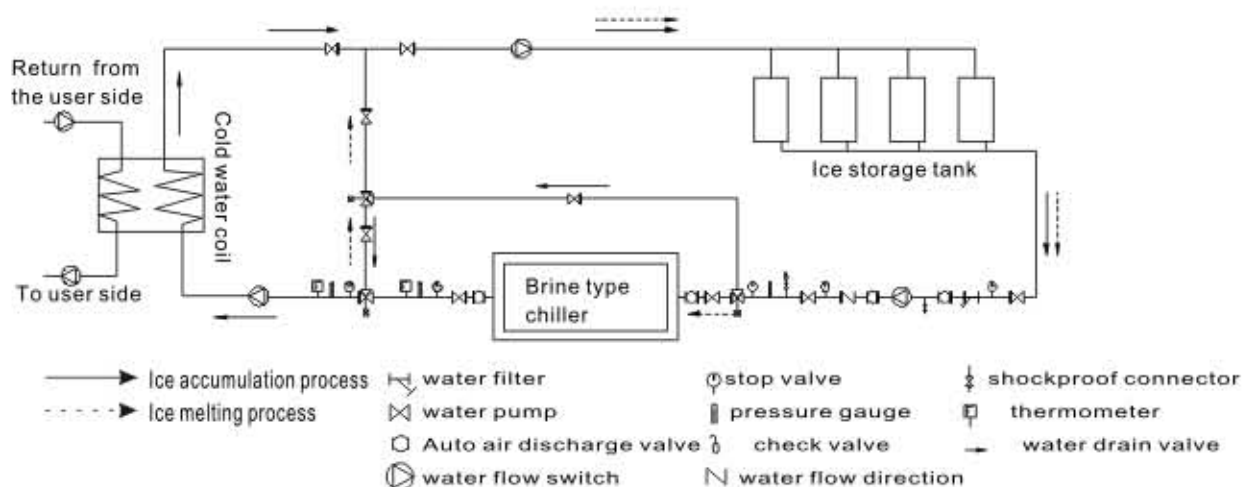 Return from
the user side
Cold water coil
To user side
Ice storage tank
Brine type
chiller
Ice accumulation process
Ice melting process
water filter
water pump
Auto air discharge valve
water flow switch
stop valve
pressure gauge
check valve
water flow direction
shockproof connector
thermometer
water drain valve